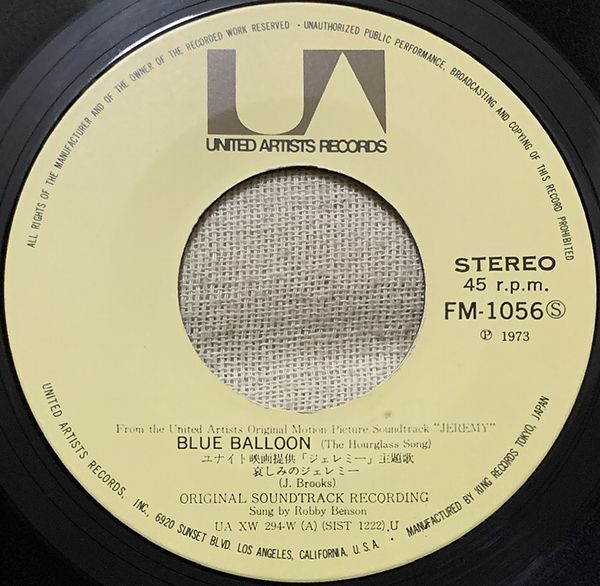 ALL RIGHTS OF THE MANUFACTURER AND OF THE OWNER OF THE RECORDED WORK RESERVED - UNAUTHORIZED PUBLIC PERFORMANCE, BROADCASTING AND COPYING OF THIS RECORD PROHIBITED
UA
UNITED ARTISTS RECORDS
STEREO
45 r.p.m.
FM-1056Ⓢ
Ⓟ 1973
From the United Artists Original Motion Picture Soundtrack "JEREMY"
BLUE BALLOON (The Hourglass Song)
ユナイト映画提供「ジェレミー」主題歌
哀しみのジェレミー
(J. Brooks)
ORIGINAL SOUNDTRACK RECORDING
Sung by Robby Benson
UA XW 294-W (A) (SIST 1222).U
UNITED ARTISTS RECORDS, INC., 6920 SUNSET BLVD. LOS ANGELES, CALIFORNIA, U.S.A. • MANUFACTURED BY KING RECORDS TOKYO, JAPAN